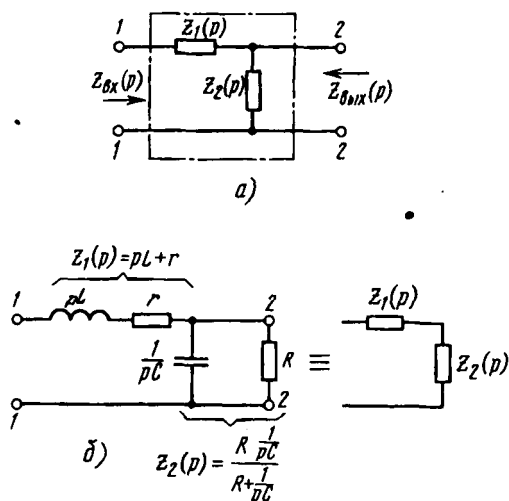 1 Z₁(p) 2
Zвх(p) Z₂(p) Zвых(p)
1 2
а)
Z₁(p)=pL+r
1 pL r 2
1/pC R ≡ Z₁(p) Z₂(p)
1 2
б) Z₂(p) = (R 1/pC)/(R+1/pC)